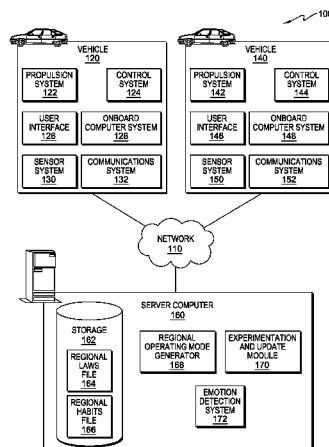 100
VEHICLE
120
PROPULSION
SYSTEM
122
CONTROL
SYSTEM
124
USER
INTERFACE
126
ONBOARD
COMPUTER SYSTEM
128
SENSOR
SYSTEM
130
COMMUNICATIONS
SYSTEM
132
VEHICLE
140
PROPULSION
SYSTEM
142
CONTROL
SYSTEM
144
USER
INTERFACE
146
ONBOARD
COMPUTER SYSTEM
148
SENSOR
SYSTEM
150
COMMUNICATIONS
SYSTEM
152
NETWORK
110
SERVER COMPUTER
160
STORAGE
162
REGIONAL
LAWS
FILE
164
REGIONAL
HABITS
FILE
166
REGIONAL
OPERATING MODE
GENERATOR
168
EXPERIMENTATION
AND UPDATE
MODULE
170
EMOTION
DETECTION
SYSTEM
172